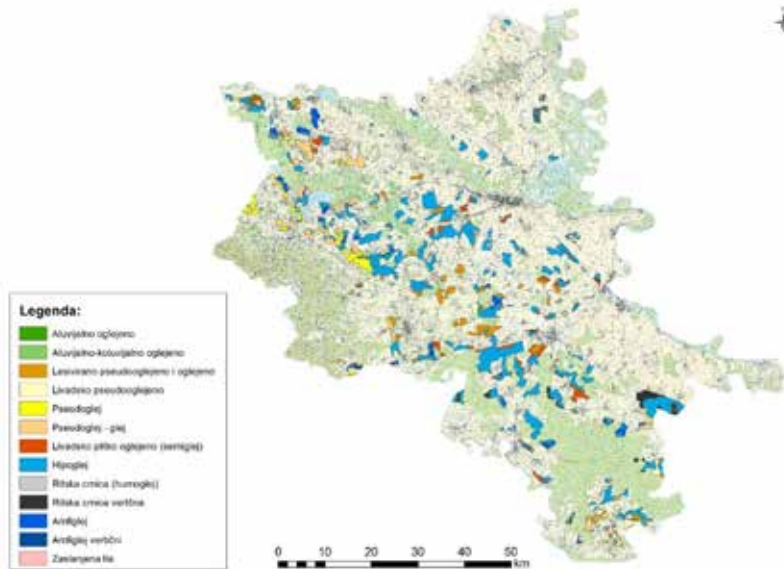 Legenda:
Aluvijalno oglejeno
Aluvijalno-koluvijalno oglejeno
Lesivirano pseudooglejeno i oglejeno
Livadsko pseudooglejeno
Pseudoglej
Pseudoglej - glej
Livadsko plitko oglejeno (semiglej)
Hipoglej
Ritska crnica (humoglej)
Ritska crnica vertična
Amfiglej
Amfiglej vertični
Zaslanjena tla
0 10 20 30 40 50
km